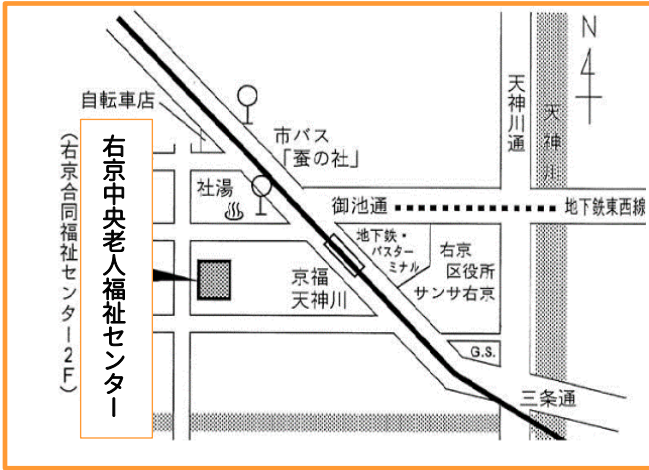 N
自転車店
市バス
「蚕の社」
天神川通
天神川
右京中央老人福祉センター
(右京合同福祉センター2F)
社湯
御池通
地下鉄東西線
地下鉄・
バスター
ミナル
右京
区役所
サンサ右京
京福
天神川
G.S.
三条通